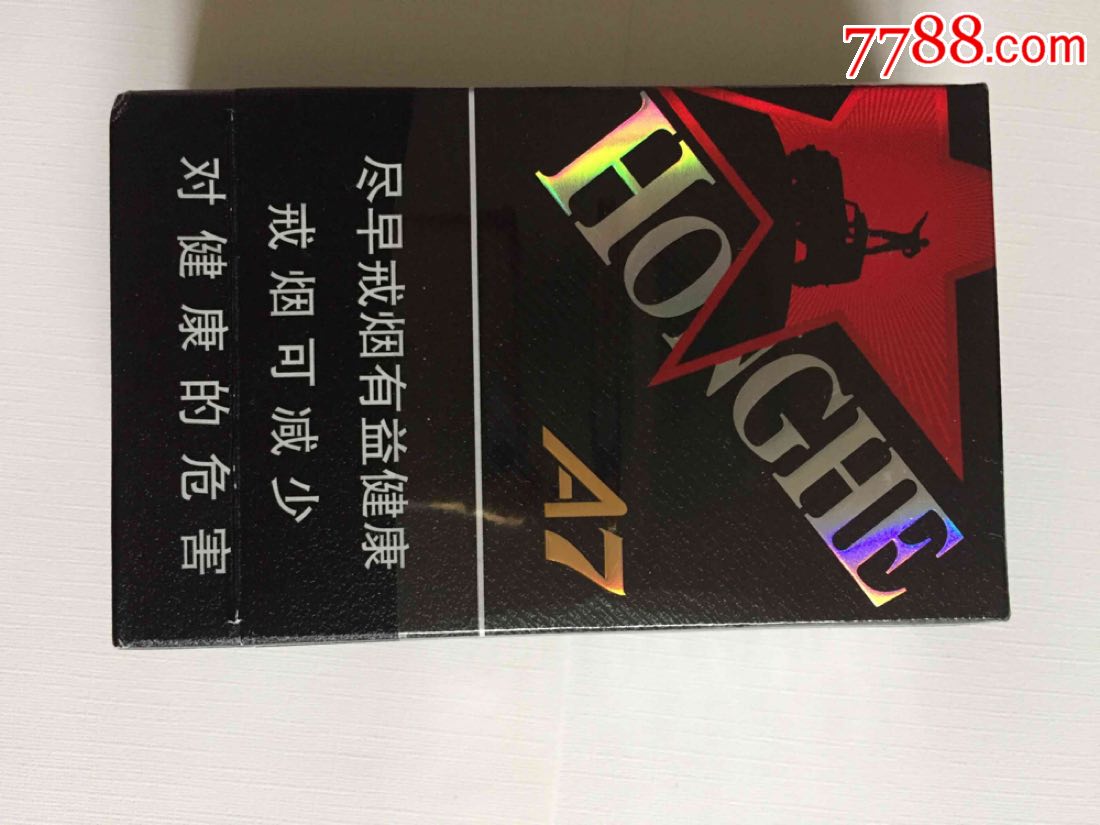 7788.com
HONGHE
A7
尽早戒烟有益健康
戒烟可减少
对健康的危害